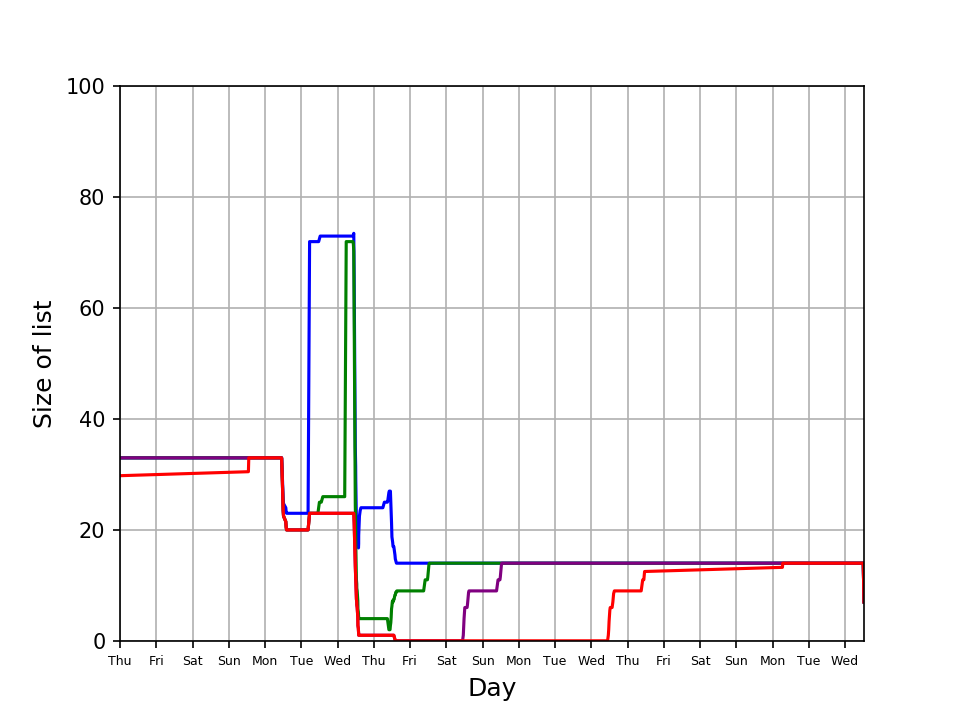 100
80
60
40
20
0
Size of list
Thu Fri Sat Sun Mon Tue Wed Thu Fri Sat Sun Mon Tue Wed Thu Fri Sat Sun Mon Tue Wed
Day